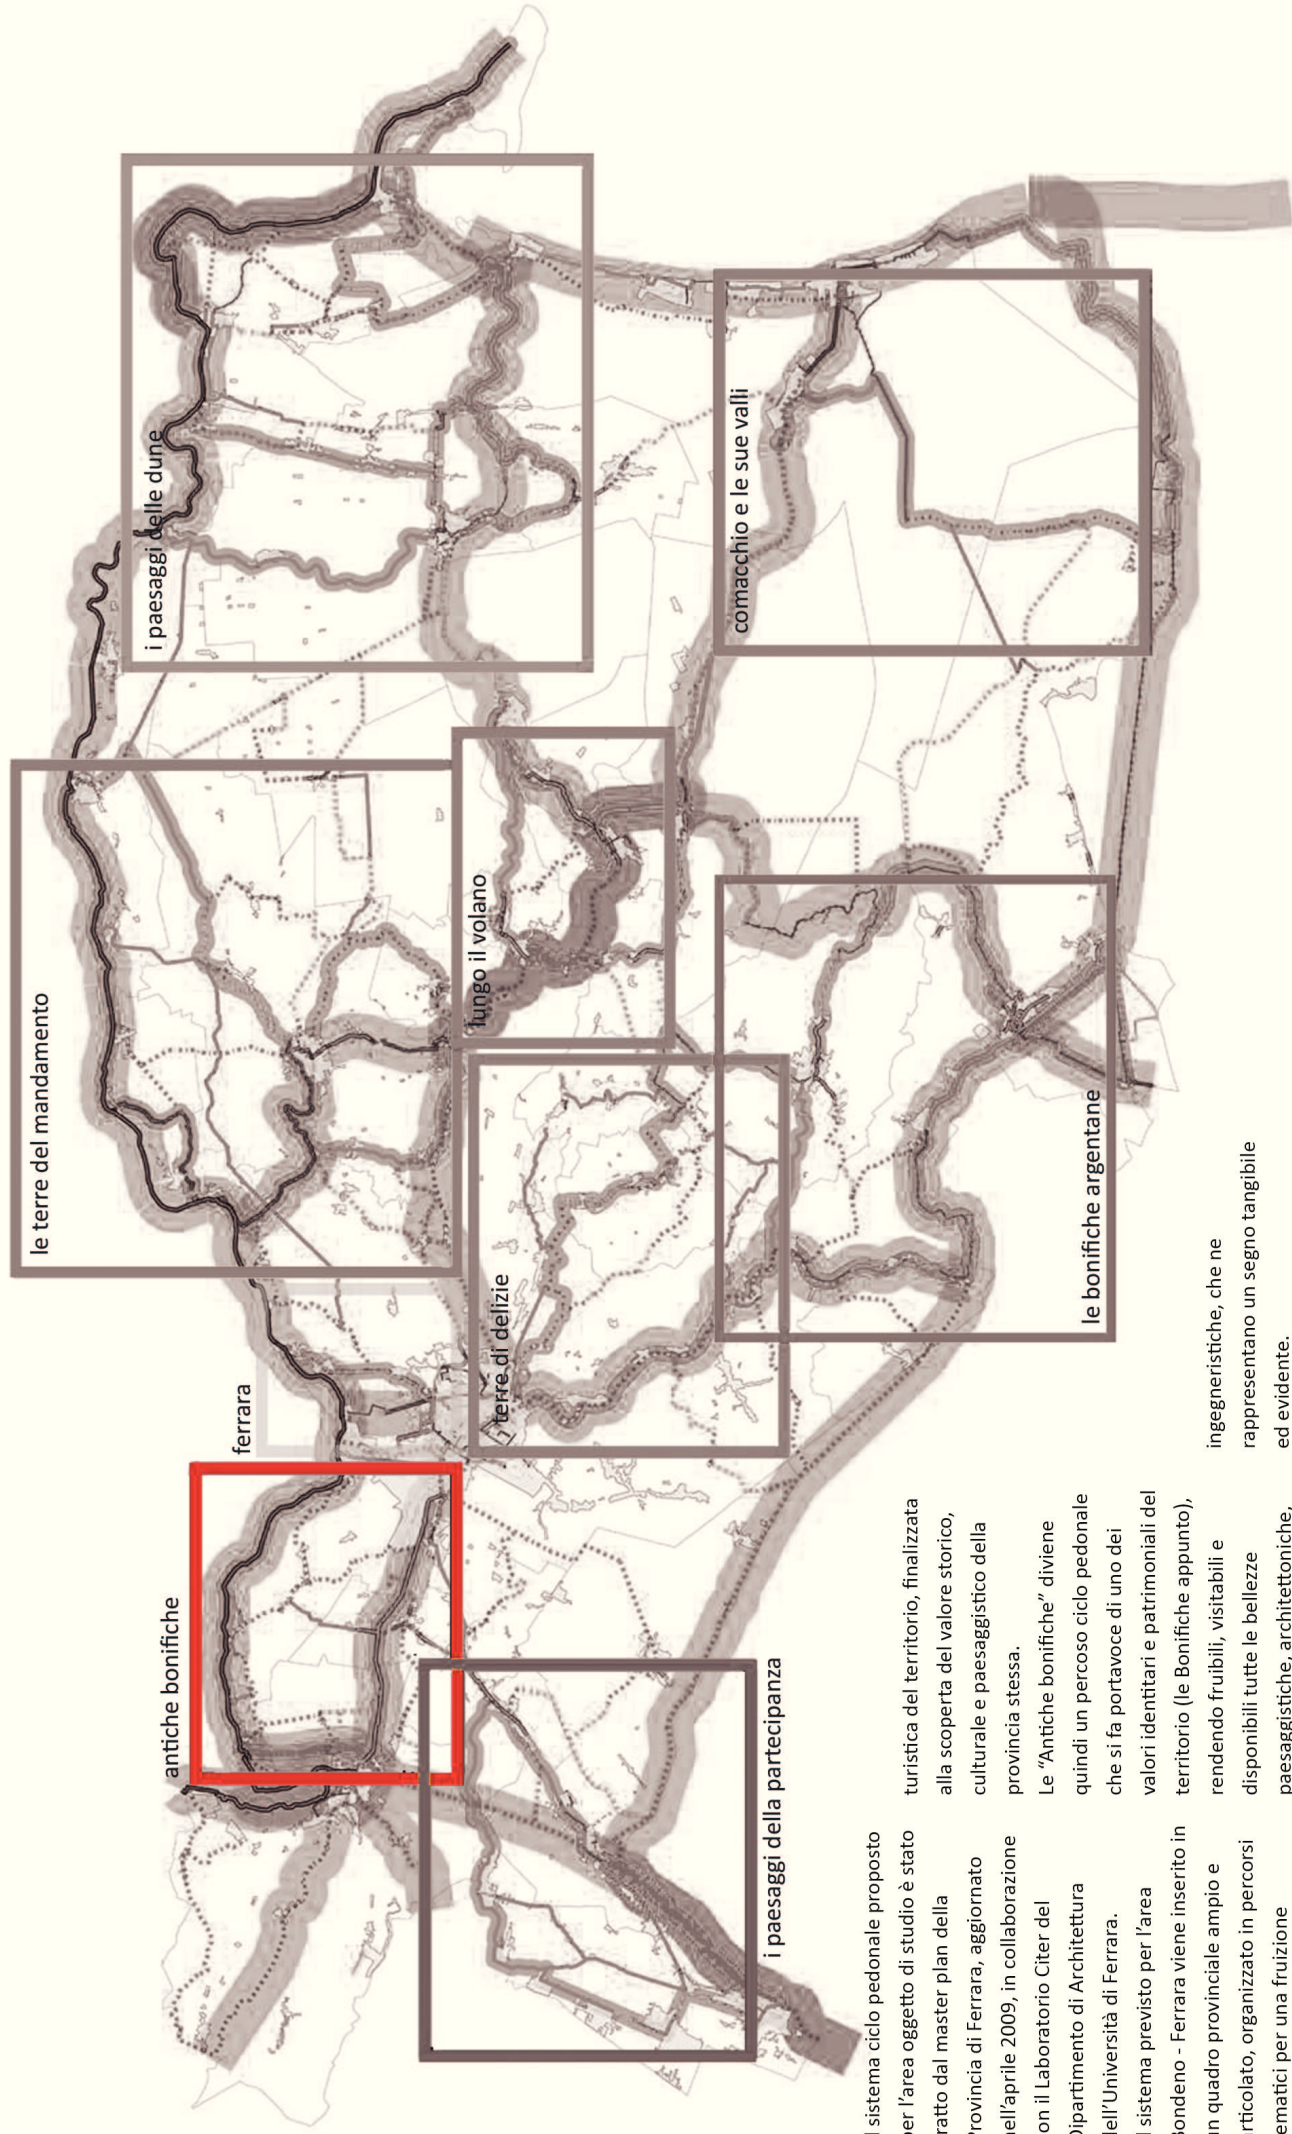 antiche bonifiche
ferrara
le terre del mandamento
i paesaggi delle dune
lungo il volano
terre di delizie
comacchio e le sue valli
le bonifiche argentane
i paesaggi della partecipanza
l sistema ciclo pedonale proposto
er l'area oggetto di studio è stato
ratto dal master plan della
Provincia di Ferrara, aggiornato
nell'aprile 2009, in collaborazione
on il Laboratorio Citer del
Dipartimento di Architettura
dell'Università di Ferrara.
l sistema previsto per l'area
Bondeno - Ferrara viene inserito in
un quadro provinciale ampio e
rticolato, organizzato in percorsi
ematici per una fruizione
turistica del territorio, finalizzata
alla scoperta del valore storico,
culturale e paesaggistico della
provincia stessa.
Le "Antiche bonifiche" diviene
quindi un percoso ciclo pedonale
che si fa portavoce di uno dei
valori identitari e patrimoniali del
territorio (le Bonifiche appunto),
rendendo fruibili, visitabili e
disponibili tutte le bellezze
paesaggistiche, architettoniche,
ingegneristiche, che ne
rappresentano un segno tangibile
ed evidente.